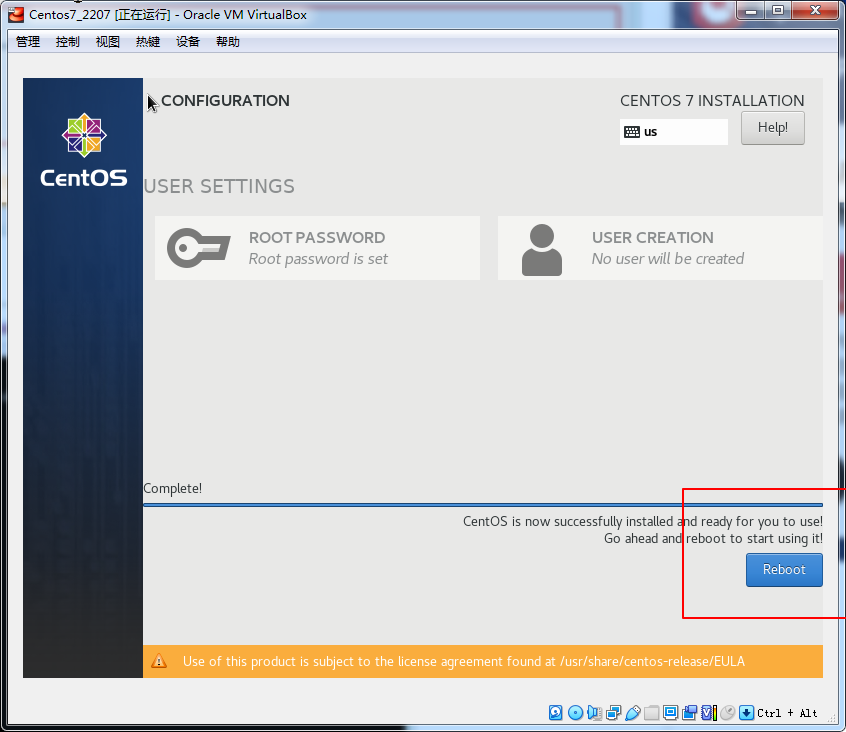 Centos7_2207 [正在运行] - Oracle VM VirtualBox
管理 控制 视图 热键 设备 帮助
CONFIGURATION
CENTOS 7 INSTALLATION
us
Help!
CentOS
USER SETTINGS
ROOT PASSWORD
Root password is set
USER CREATION
No user will be created
Complete!
CentOS is now successfully installed and ready for you to use!
Go ahead and reboot to start using it!
Reboot
Use of this product is subject to the license agreement found at /usr/share/centos-release/EULA
Ctrl + Alt